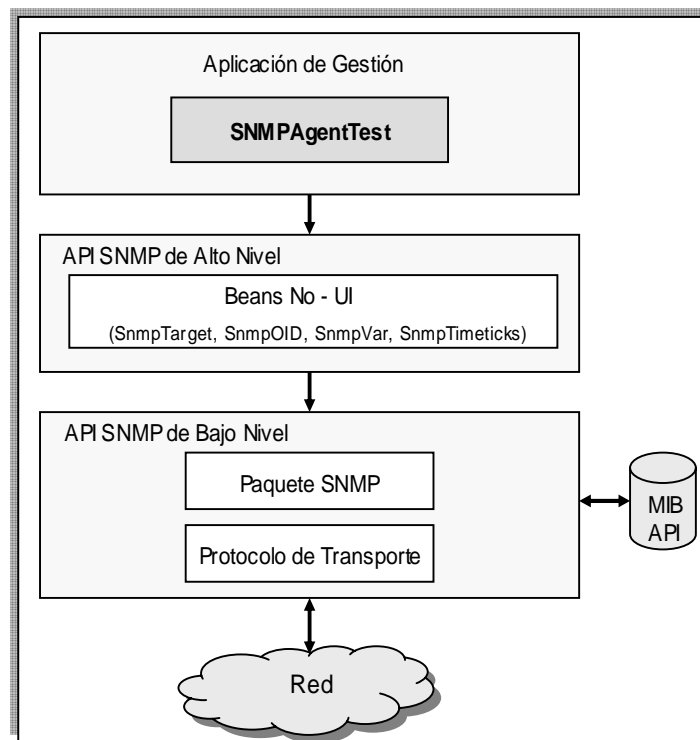 Aplicación de Gestión
SNMPAgentTest
API SNMP de Alto Nivel
Beans No - UI
(SnmpTarget, SnmpOID, SnmpVar, SnmpTimeticks)
API SNMP de Bajo Nivel
Paquete SNMP
Protocolo de Transporte
MIB
API
Red